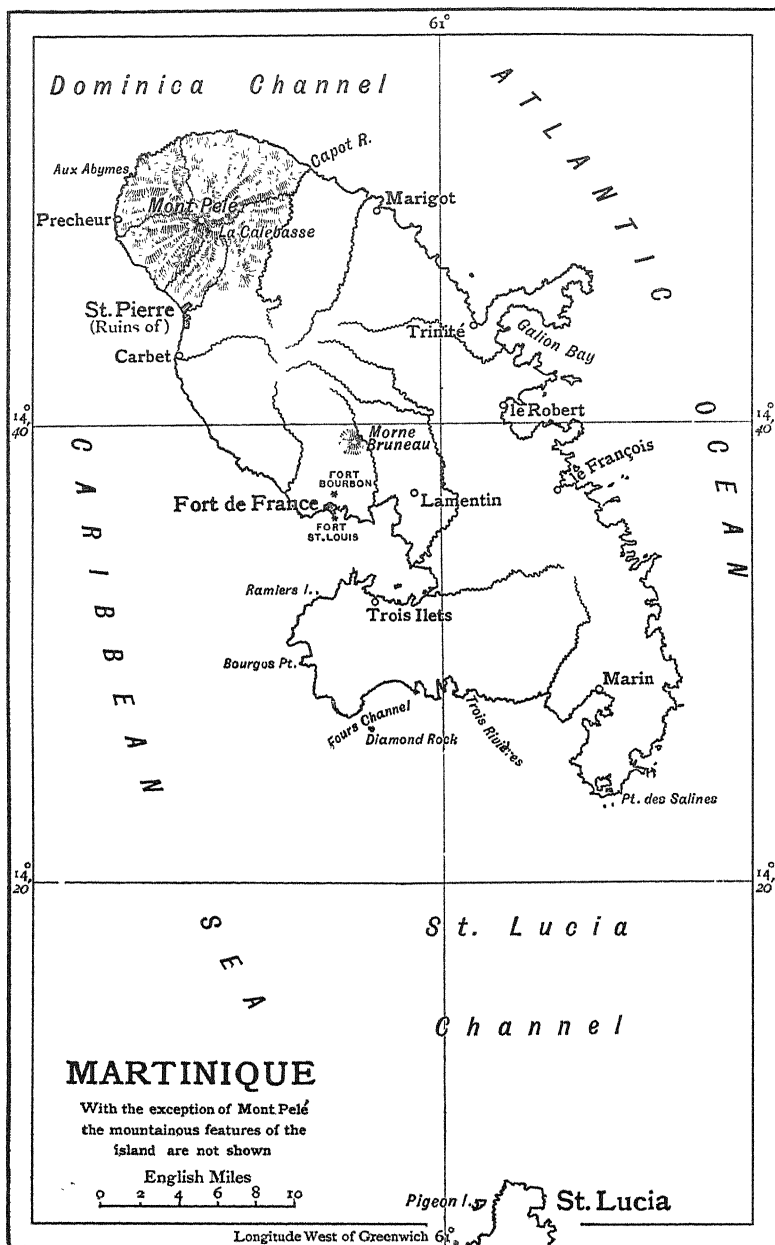 61°
Dominica Channel
ATLANTIC
OCEAN
Capot R.
Aux Abymes
Mont Pelé
Marigot
Precheur
La Calebasse
St. Pierre
(Ruins of)
Trinité
Galion Bay
Carbet
le Robert
14°
40'
14°
40'
Morne
Bruneau
le François
CARIBBEAN
SEA
FORT
BOURBON
Lamentin
Fort de France
FORT
ST. LOUIS
Ramiers I.
Trois Ilets
Bourgos Pt.
Marin
Fours Channel
Diamond Rock
Trois Rivières
Pt. des Salines
14°
20'
14°
20'
St. Lucia
Channel
MARTINIQUE
With the exception of Mont Pelé
the mountainous features of the
island are not shown
English Miles
0 2 4 6 8 10
Pigeon I.
St. Lucia
Longitude West of Greenwich 61°